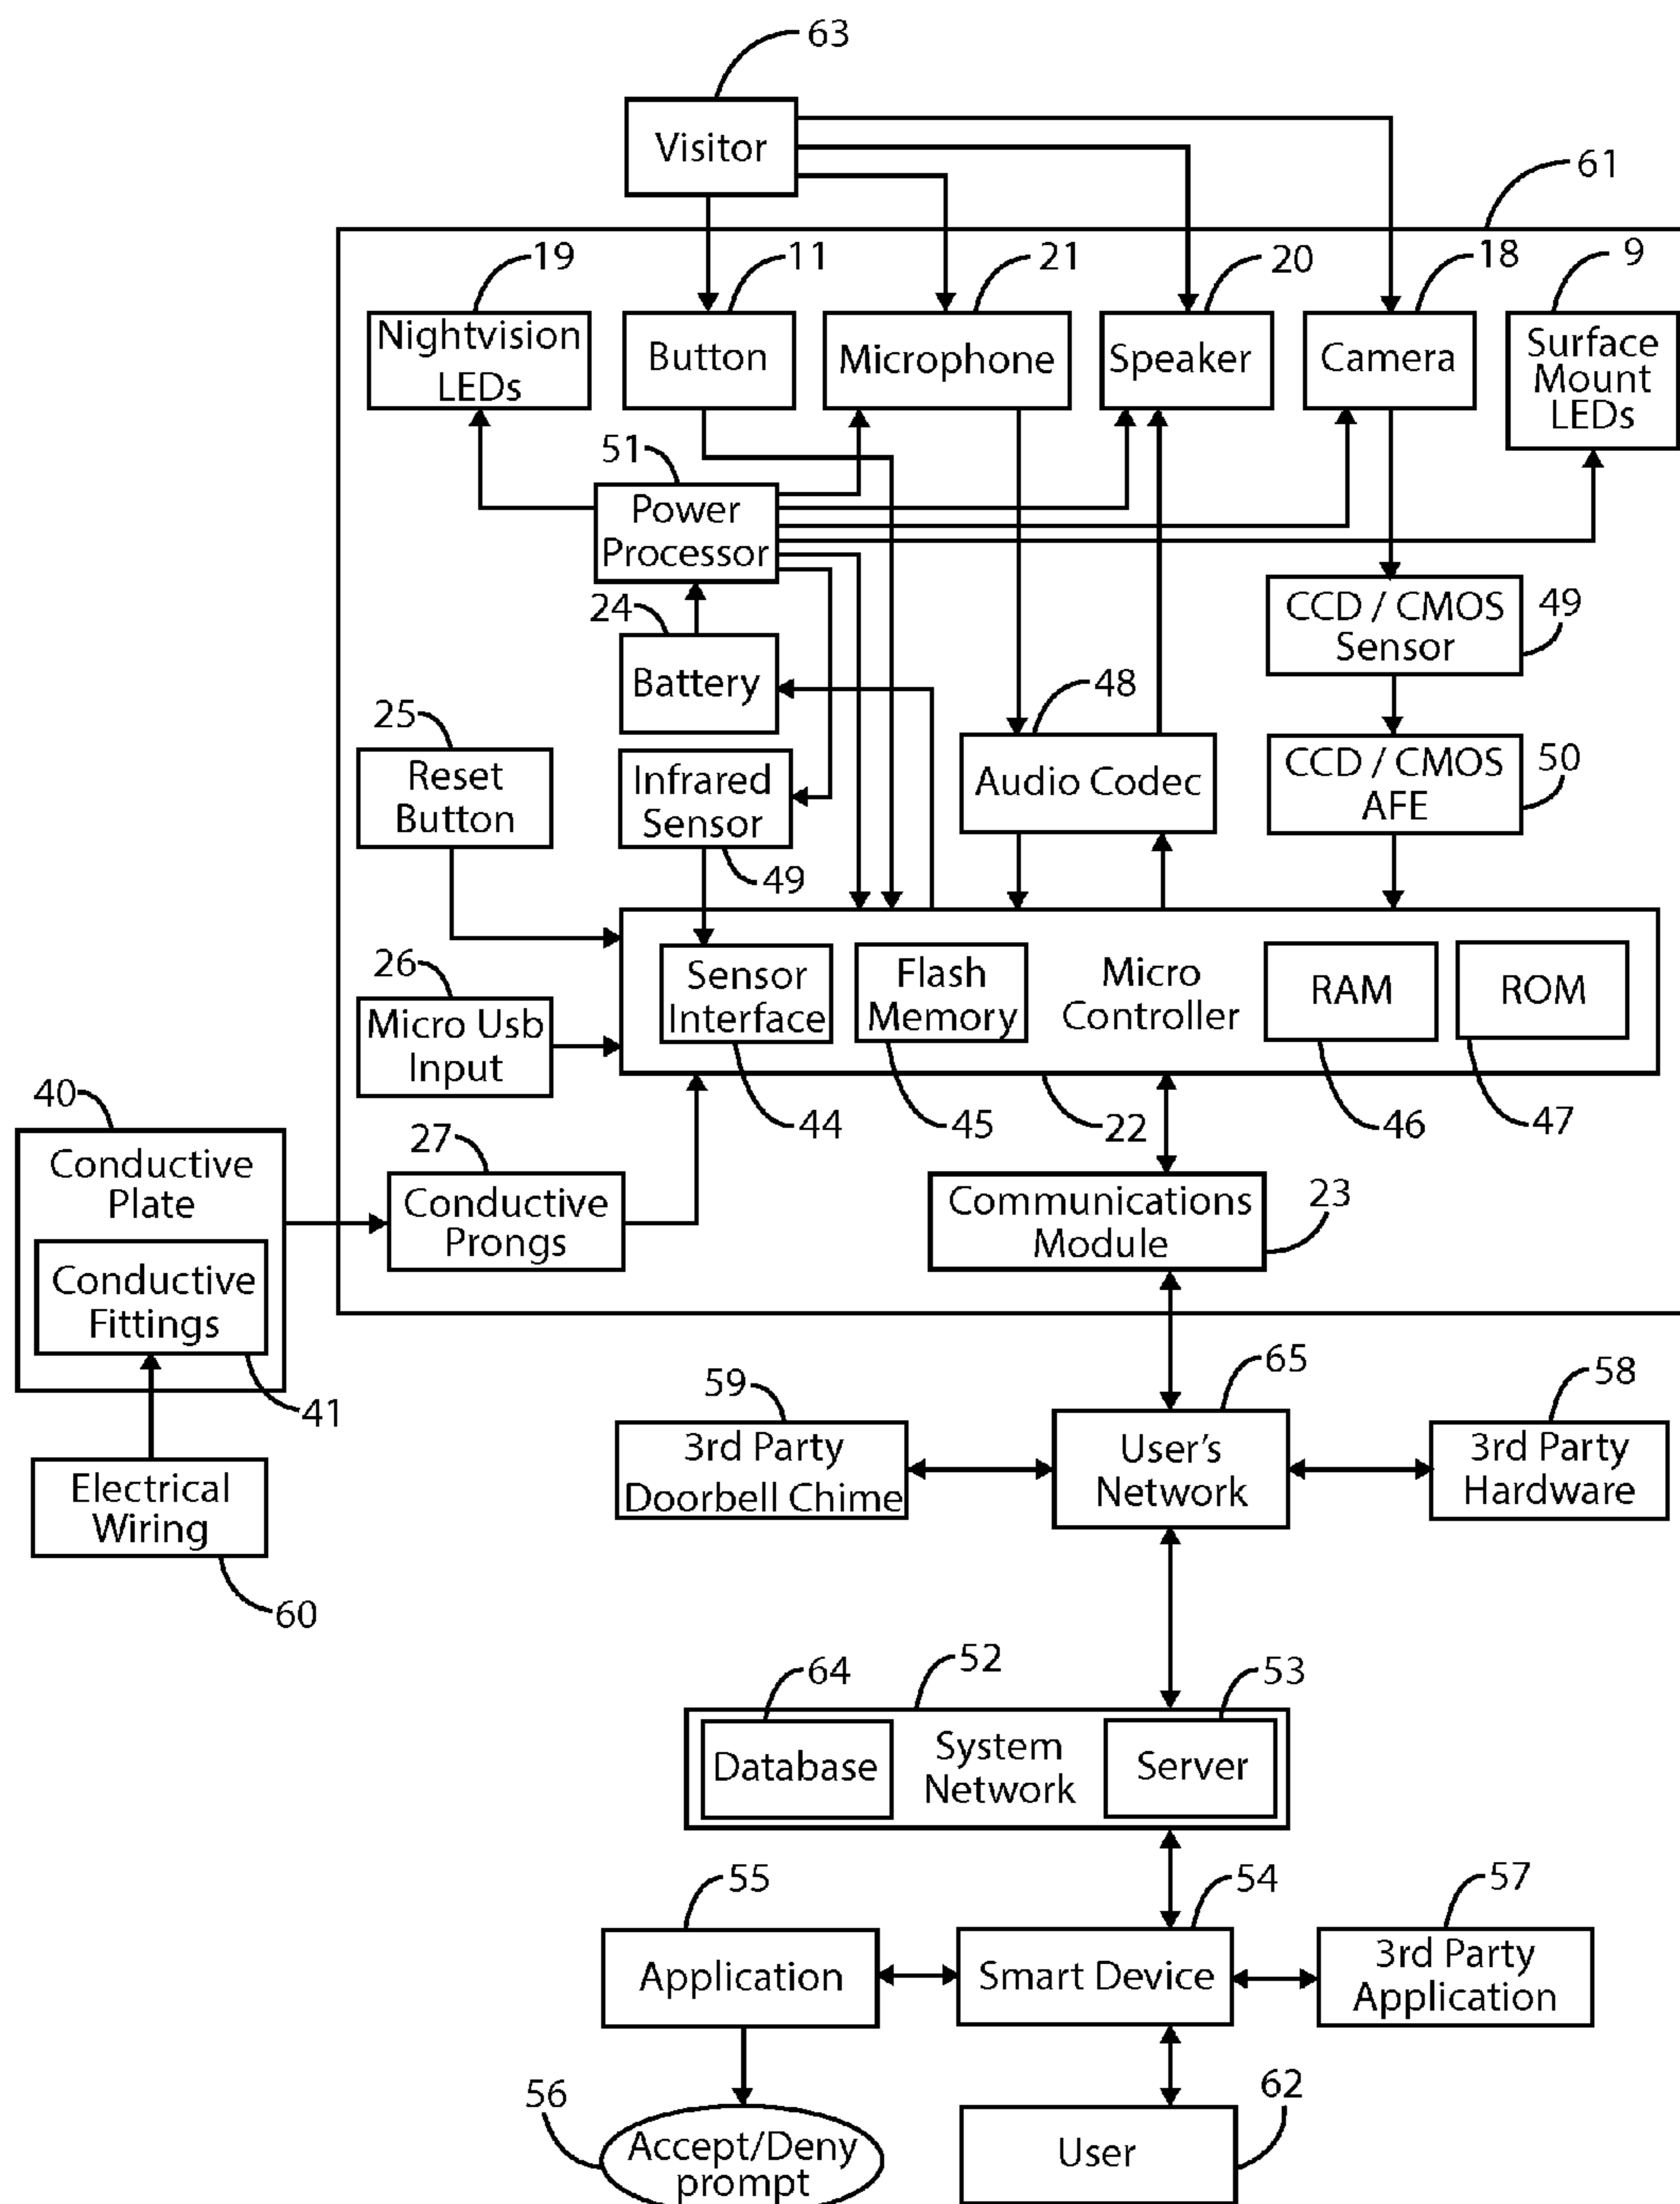 63
Visitor
61
19
11
21
20
18
9
Nightvision
LEDs
Button
Microphone
Speaker
Camera
Surface
Mount
LEDs
51
Power
Processor
24
Battery
CCD / CMOS
Sensor
49
25
Reset
Button
Infrared
Sensor
49
48
Audio Codec
CCD / CMOS
AFE
50
26
Micro Usb
Input
Sensor
Interface
Flash
Memory
Micro
Controller
RAM
ROM
44
45
22
46
47
40
Conductive
Plate
Conductive
Fittings
41
27
Conductive
Prongs
Communications
Module
23
Electrical
Wiring
60
59
3rd Party
Doorbell Chime
65
User's
Network
58
3rd Party
Hardware
64
52
53
Database
System
Network
Server
55
54
57
Application
Smart Device
3rd Party
Application
56
Accept/Deny
prompt
62
User